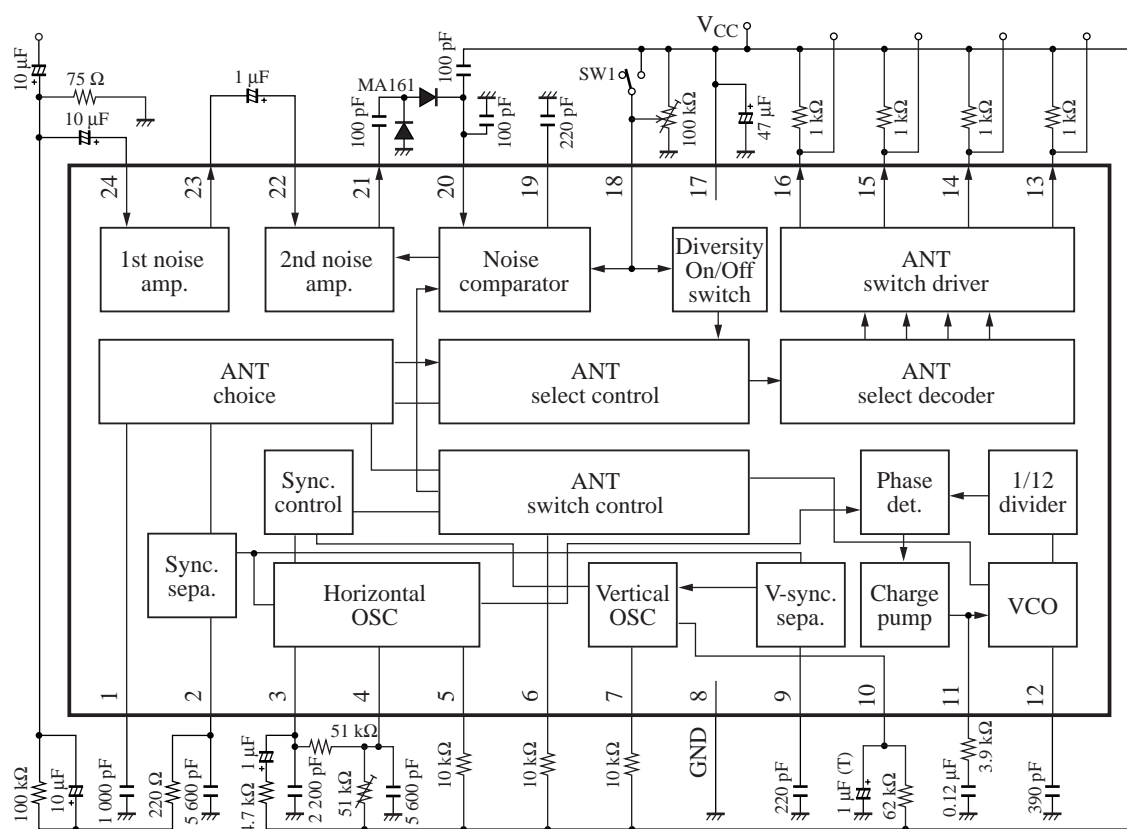 V_CC
10 µF
75 Ω
10 µF
1 µF
MA161
100 pF
100 pF
100 pF
220 pF
SW1
100 kΩ
47 µF
1 kΩ
1 kΩ
1 kΩ
1 kΩ
24
23
22
21
20
19
18
17
16
15
14
13
1st noise
amp.
2nd noise
amp.
Noise
comparator
Diversity
On/Off
switch
ANT
switch driver
ANT
choice
ANT
select control
ANT
select decoder
Sync.
control
ANT
switch control
Phase
det.
1/12
divider
Sync.
sepa.
Horizontal
OSC
Vertical
OSC
V-sync.
sepa.
Charge
pump
VCO
1
2
3
4
5
6
7
8
9
10
11
12
100 kΩ
10 µF
1 000 pF
220 Ω
5 600 pF
4.7 kΩ
1 µF
2 200 pF
51 kΩ
51 kΩ
5 600 pF
10 kΩ
10 kΩ
10 kΩ
GND
220 pF
1 µF (T)
62 kΩ
0.12 µF
3.9 kΩ
390 pF